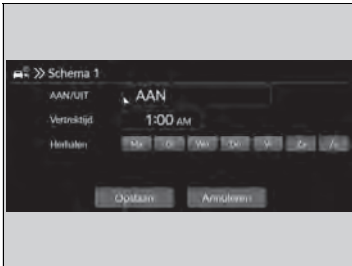 >> Schema 1
AAN/UIT AAN
Vertrektijd 1:00 AM
Herhalen Ma Di Wo Do Vr Za Zo
Opslaan Annuleren